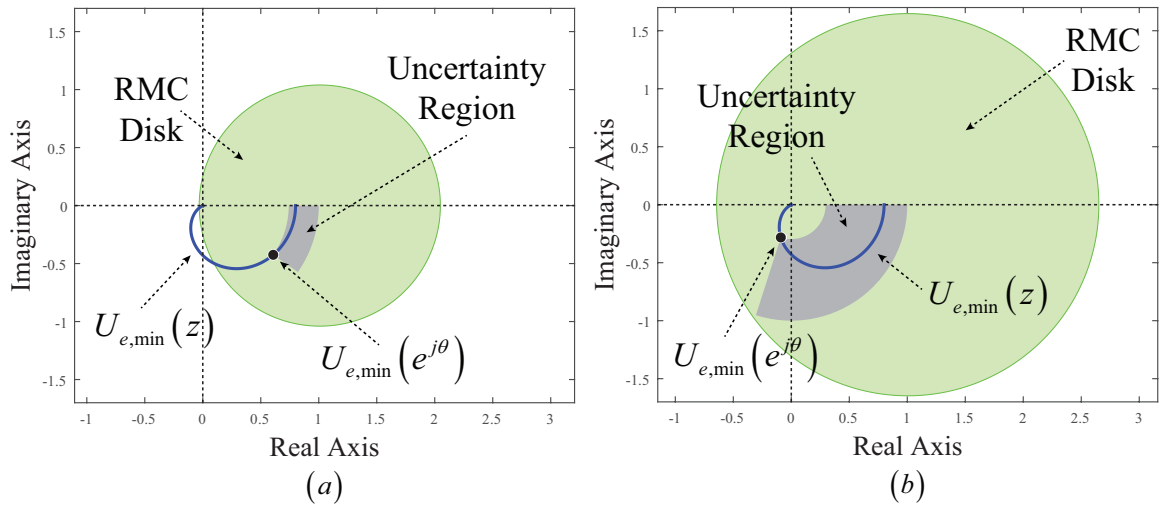 1.5
1
0.5
0
-0.5
-1
-1.5
Imaginary Axis
RMC
Disk
Uncertainty
Region
U_{e,min}(z)
U_{e,min}(e^{jθ})
-1 -0.5 0 0.5 1 1.5 2 2.5 3
Real Axis
(a)
1.5
1
0.5
0
-0.5
-1
-1.5
Imaginary Axis
RMC
Disk
Uncertainty
Region
U_{e,min}(z)
U_{e,min}(e^{jθ})
-1 -0.5 0 0.5 1 1.5 2 2.5 3
Real Axis
(b)